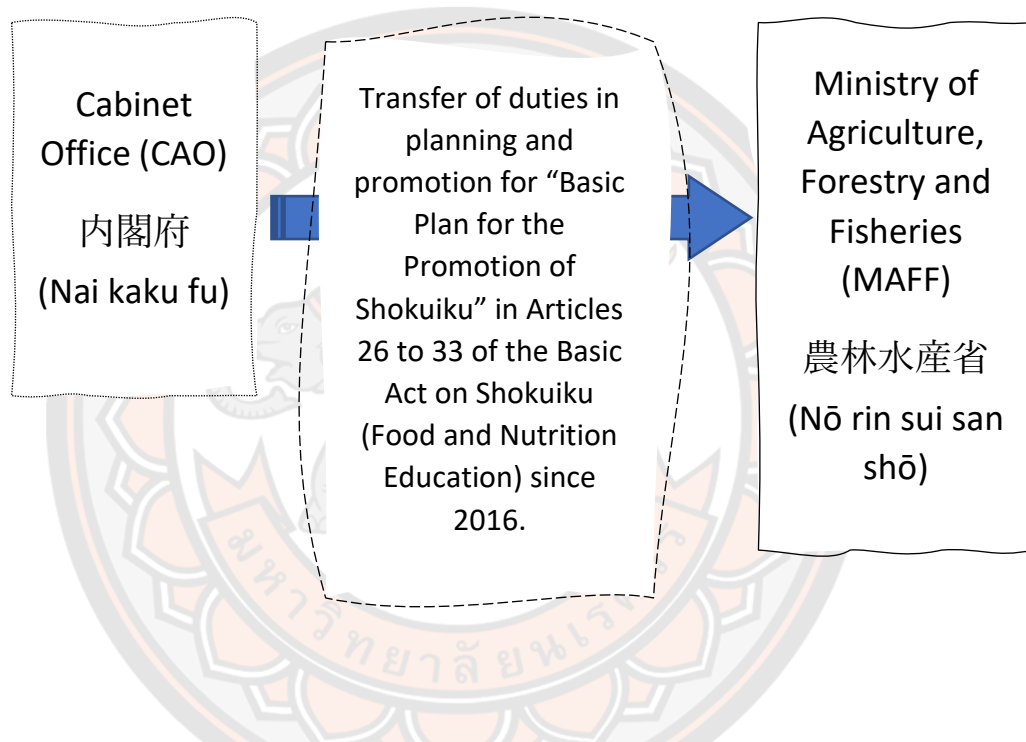 Cabinet
Office (CAO)
内閣府
(Nai kaku fu)
Transfer of duties in
planning and
promotion for “Basic
Plan for the
Promotion of
Shokuiku” in Articles
26 to 33 of the Basic
Act on Shokuiku
(Food and Nutrition
Education) since
2016.
Ministry of
Agriculture,
Forestry and
Fisheries
(MAFF)
農林水産省
(Nō rin sui san
shō)